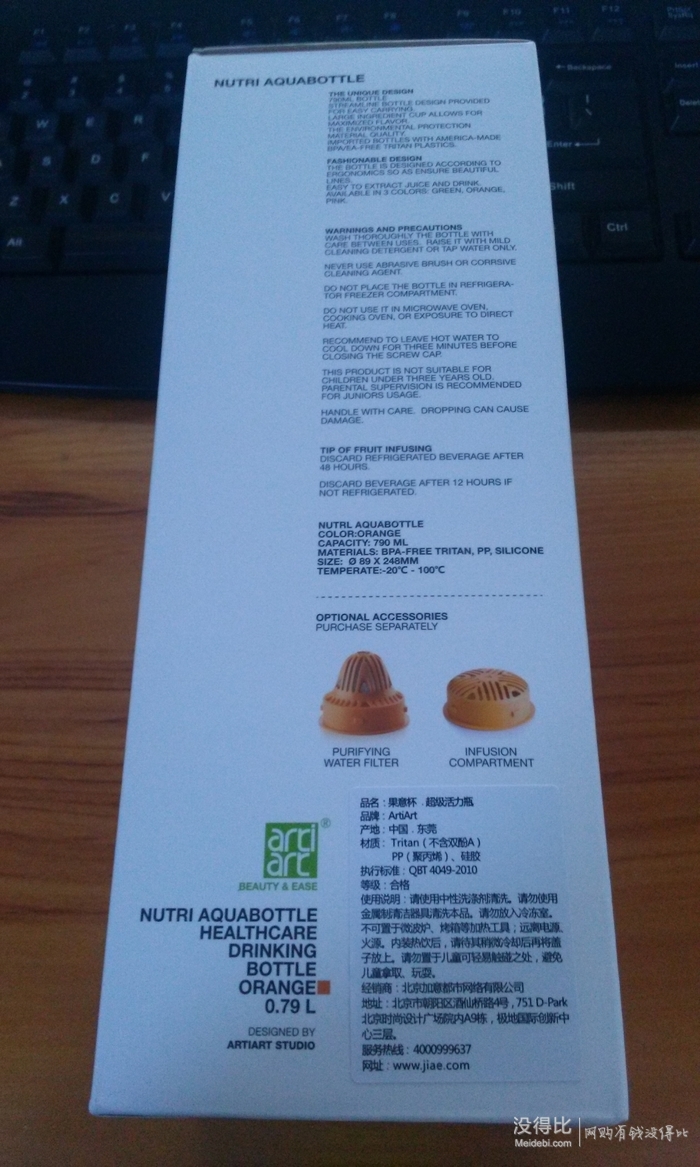 NUTRI AQUABOTTLE
THE UNIQUE DESIGN
790ML BOTTLE
STREAMLINE BOTTLE DESIGN PROVIDED
FOR EASY CARRYING.
LARGE INGREDIENT CUP ALLOWS FOR
MAXIMIZED FLAVOR.
THE ENVIRONMENTAL PROTECTION
MATERIAL QUALITY.
IMPORTED BOTTLES WITH AMERICA-MADE
BPA/EA-FREE TRITAN PLASTICS.
FASHIONABLE DESIGN
THE BOTTLE IS DESIGNED ACCORDING TO
ERGONOMICS SO AS ENSURE BEAUTIFUL
LINES.
EASY TO EXTRACT JUICE AND DRINK.
AVAILABLE IN 3 COLORS: GREEN, ORANGE,
PINK.
WARNINGS AND PRECAUTIONS
WASH THOROUGHLY THE BOTTLE WITH
CARE BETWEEN USES. RAISE IT WITH MILD
CLEANING DETERGENT OR TAP WATER ONLY.
NEVER USE ABRASIVE BRUSH OR CORRSIVE
CLEANING AGENT.
DO NOT PLACE THE BOTTLE IN REFRIGERA-
TOR FREEZER COMPARTMENT.
DO NOT USE IT IN MICROWAVE OVEN,
COOKING OVEN, OR EXPOSURE TO DIRECT
HEAT.
RECOMMEND TO LEAVE HOT WATER TO
COOL DOWN FOR THREE MINUTES BEFORE
CLOSING THE SCREW CAP.
THIS PRODUCT IS NOT SUITABLE FOR
CHILDREN UNDER THREE YEARS OLD.
PARENTAL SUPERVISION IS RECOMMENDED
FOR JUNIORS USAGE.
HANDLE WITH CARE. DROPPING CAN CAUSE
DAMAGE.
TIP OF FRUIT INFUSING
DISCARD REFRIGERATED BEVERAGE AFTER
48 HOURS.
DISCARD BEVERAGE AFTER 12 HOURS IF
NOT REFRIGERATED.
NUTRL AQUABOTTLE
COLOR:ORANGE
CAPACITY: 790 ML
MATERIALS: BPA-FREE TRITAN, PP, SILICONE
SIZE: Ø 89 X 248MM
TEMPERATE:-20℃ - 100℃
OPTIONAL ACCESSORIES
PURCHASE SEPARATELY
PURIFYING
WATER FILTER
INFUSION
COMPARTMENT
arti
art
®
BEAUTY & EASE
NUTRI AQUABOTTLE
HEALTHCARE
DRINKING
BOTTLE
ORANGE
0.79 L
DESIGNED BY
ARTIART STUDIO
品名：果意杯 . 超级活力瓶
品牌：ArtiArt
产地：中国 . 东莞
材质：Tritan（不含双酚A）
PP（聚丙烯）、硅胶
执行标准：QBT 4049-2010
等级：合格
使用说明：请使用中性洗涤剂清洗。请勿使用
金属制清洁器具清洗本品。请勿放入冷冻室。
不可置于微波炉、烤箱等加热工具；远离电源、
火源。内装热饮后，请待其稍微冷却后再将盖
子放上。请勿置于儿童可轻易触碰之处，避免
儿童拿取、玩耍。
经销商：北京加意都市网络有限公司
地址：北京市朝阳区酒仙桥路4号，751 D-Park
北京时尚设计广场院内A9栋，极地国际创新中
心三层。
服务热线：4000999637
网址：www.jiae.com
没得比
Meidebi.com
网购有钱没得比
F1
F2
F3
F4
F5
F6
F7
F8
F9
F10
F11
F12
Backspace
Insert
W
E
R
Enter
S
D
F
Shift
Z
X
C
V
Alt
Ctrl